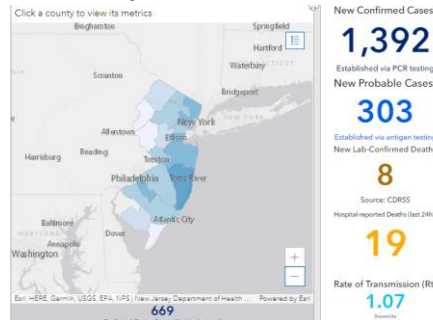 Click a county to view its metrics
Binghamton
Springfield
Hartford
Waterbury
Scranton
Bridgeport
New York
Allentown
Edison
Reading
Harrisburg
Trenton
Philadelphia
Toms River
Atlantic City
Baltimore
Dover
Annapolis
Washington
+
−
Esri, HERE, Garmin, USGS, EPA, NPS | New Jersey Department of Health ...
Powered by Esri
669
New Confirmed Cases
1,392
Established via PCR testing
New Probable Cases
303
Established via antigen testing
New Lab-Confirmed Death
8
Source: CDRSS
Hospital-reported Deaths (last 24h
19
Rate of Transmission (Rt
1.07